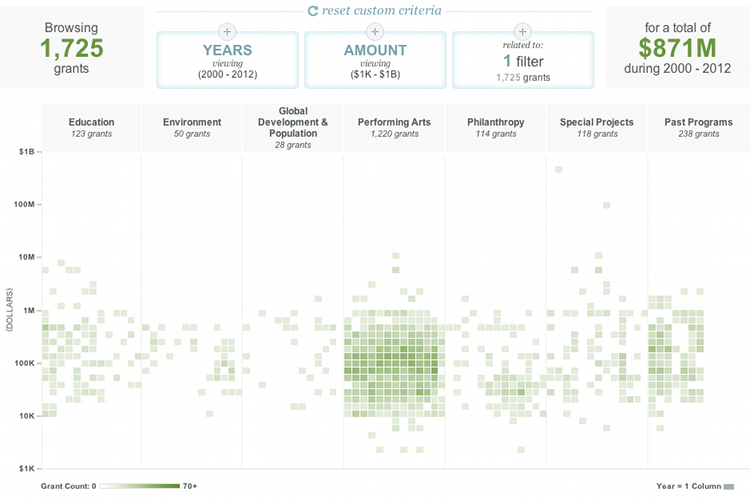 reset custom criteria
Browsing
1,725
grants
YEARS
viewing
(2000 - 2012)
AMOUNT
viewing
($1K - $1B)
related to:
1 filter
1,725 grants
for a total of
$871M
during 2000 - 2012
Education
123 grants
Environment
50 grants
Global
Development &
Population
28 grants
Performing Arts
1,220 grants
Philanthropy
114 grants
Special Projects
118 grants
Past Programs
238 grants
$1B
100M
10M
1M
100K
10K
$1K
(DOLLARS)
Grant Count: 0
70+
Year = 1 Column